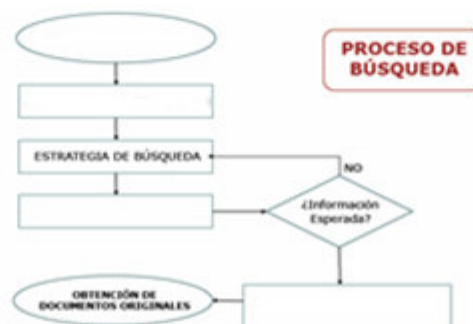 PROCESO DE
BÚSQUEDA
ESTRATEGIA DE BÚSQUEDA
NO
¿Información
Esperada?
OBTENCIÓN DE
DOCUMENTOS ORIGINALES